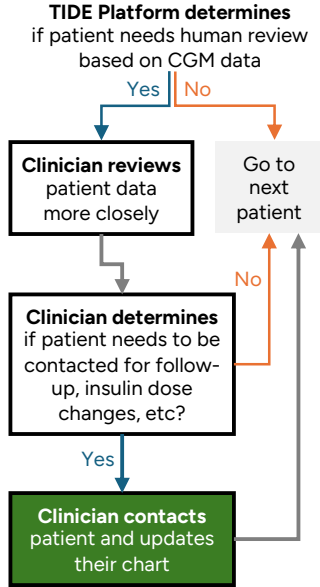 TIDE Platform determines
if patient needs human review
based on CGM data
Yes
No
Clinician reviews
patient data
more closely
Go to
next
patient
No
Clinician determines
if patient needs to be
contacted for follow-
up, insulin dose
changes, etc?
Yes
Clinician contacts
patient and updates
their chart